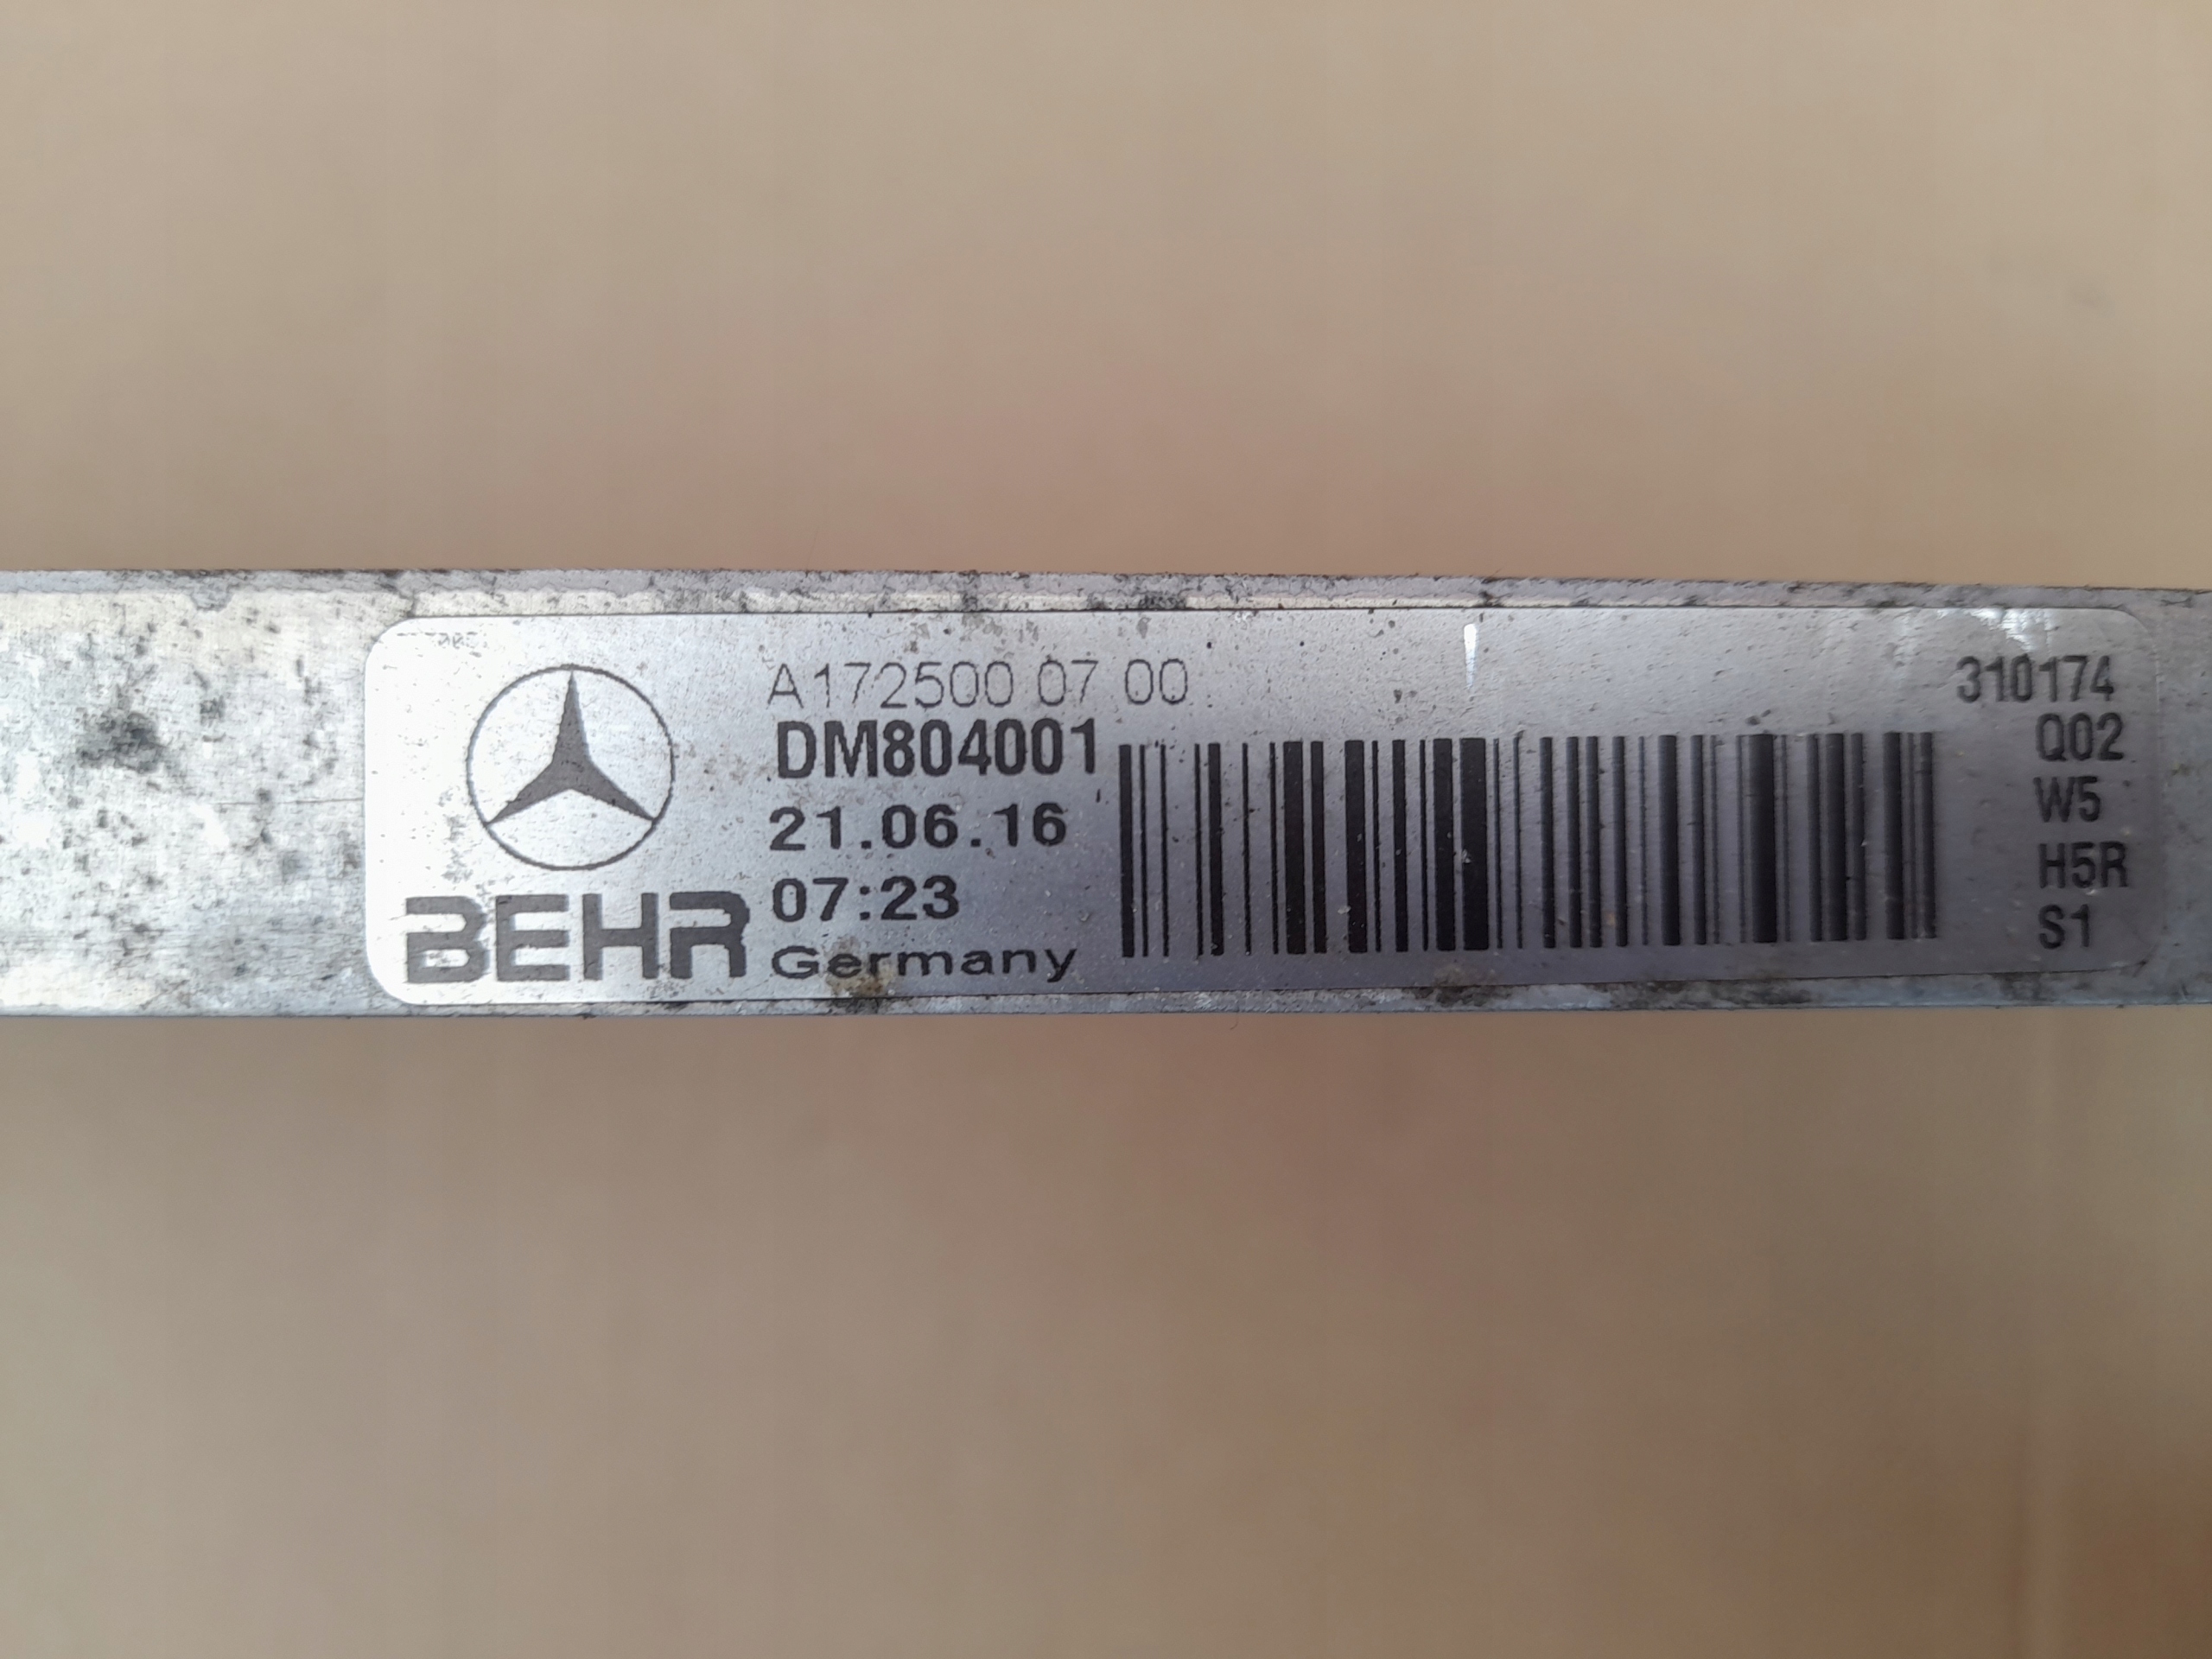 A172500 07 00
DM804001
21.06.16
07:23
BEHR
Germany
310174
Q02
W5
H5R
S1